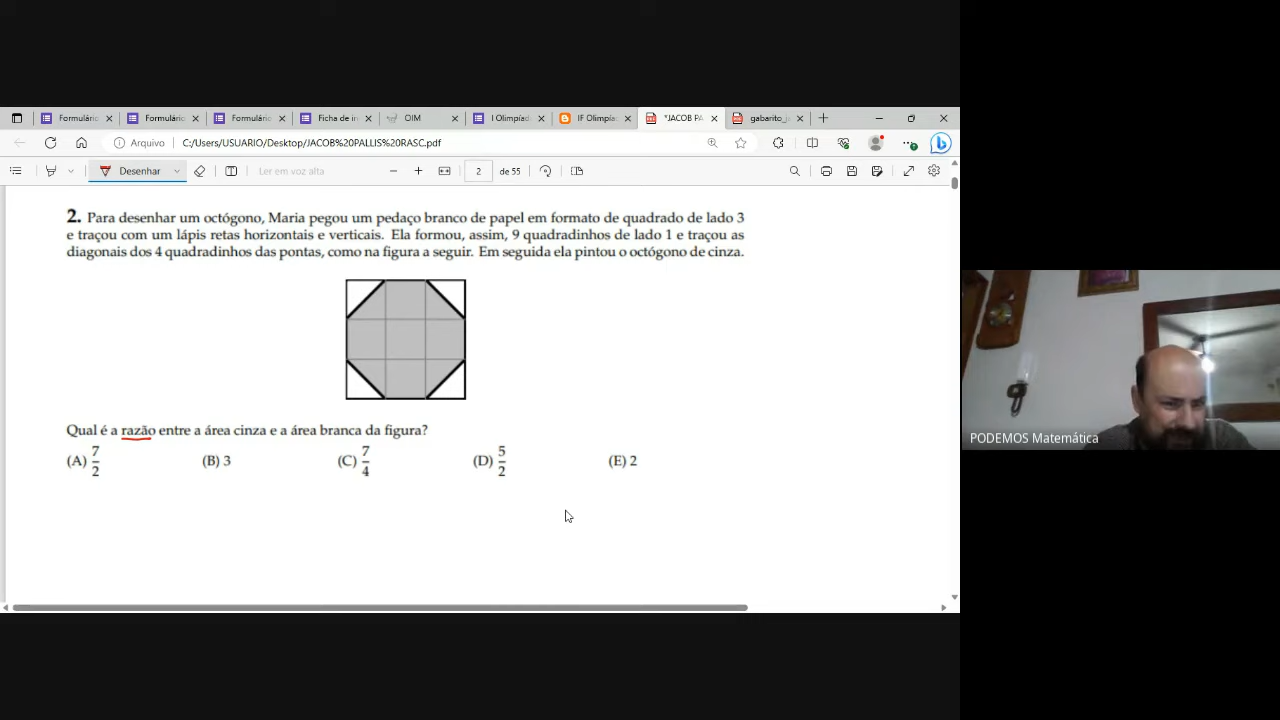 Formulário
Formulário
Formulário
Ficha de in
OIM
I Olimpíad
IF Olimpía
*JACOB PA
gabarito_ja
Arquivo
C:/Users/USUARIO/Desktop/JACOB%20PALLIS%20RASC.pdf
Desenhar
Ler em voz alta
2
de 55
2. Para desenhar um octógono, Maria pegou um pedaço branco de papel em formato de quadrado de lado 3
e traçou com um lápis retas horizontais e verticais. Ela formou, assim, 9 quadradinhos de lado 1 e traçou as
diagonais dos 4 quadradinhos das pontas, como na figura a seguir. Em seguida ela pintou o octógono de cinza.
Qual é a razão entre a área cinza e a área branca da figura?
(A) 7/2 (B) 3 (C) 7/4 (D) 5/2 (E) 2
PODEMOS Matemática